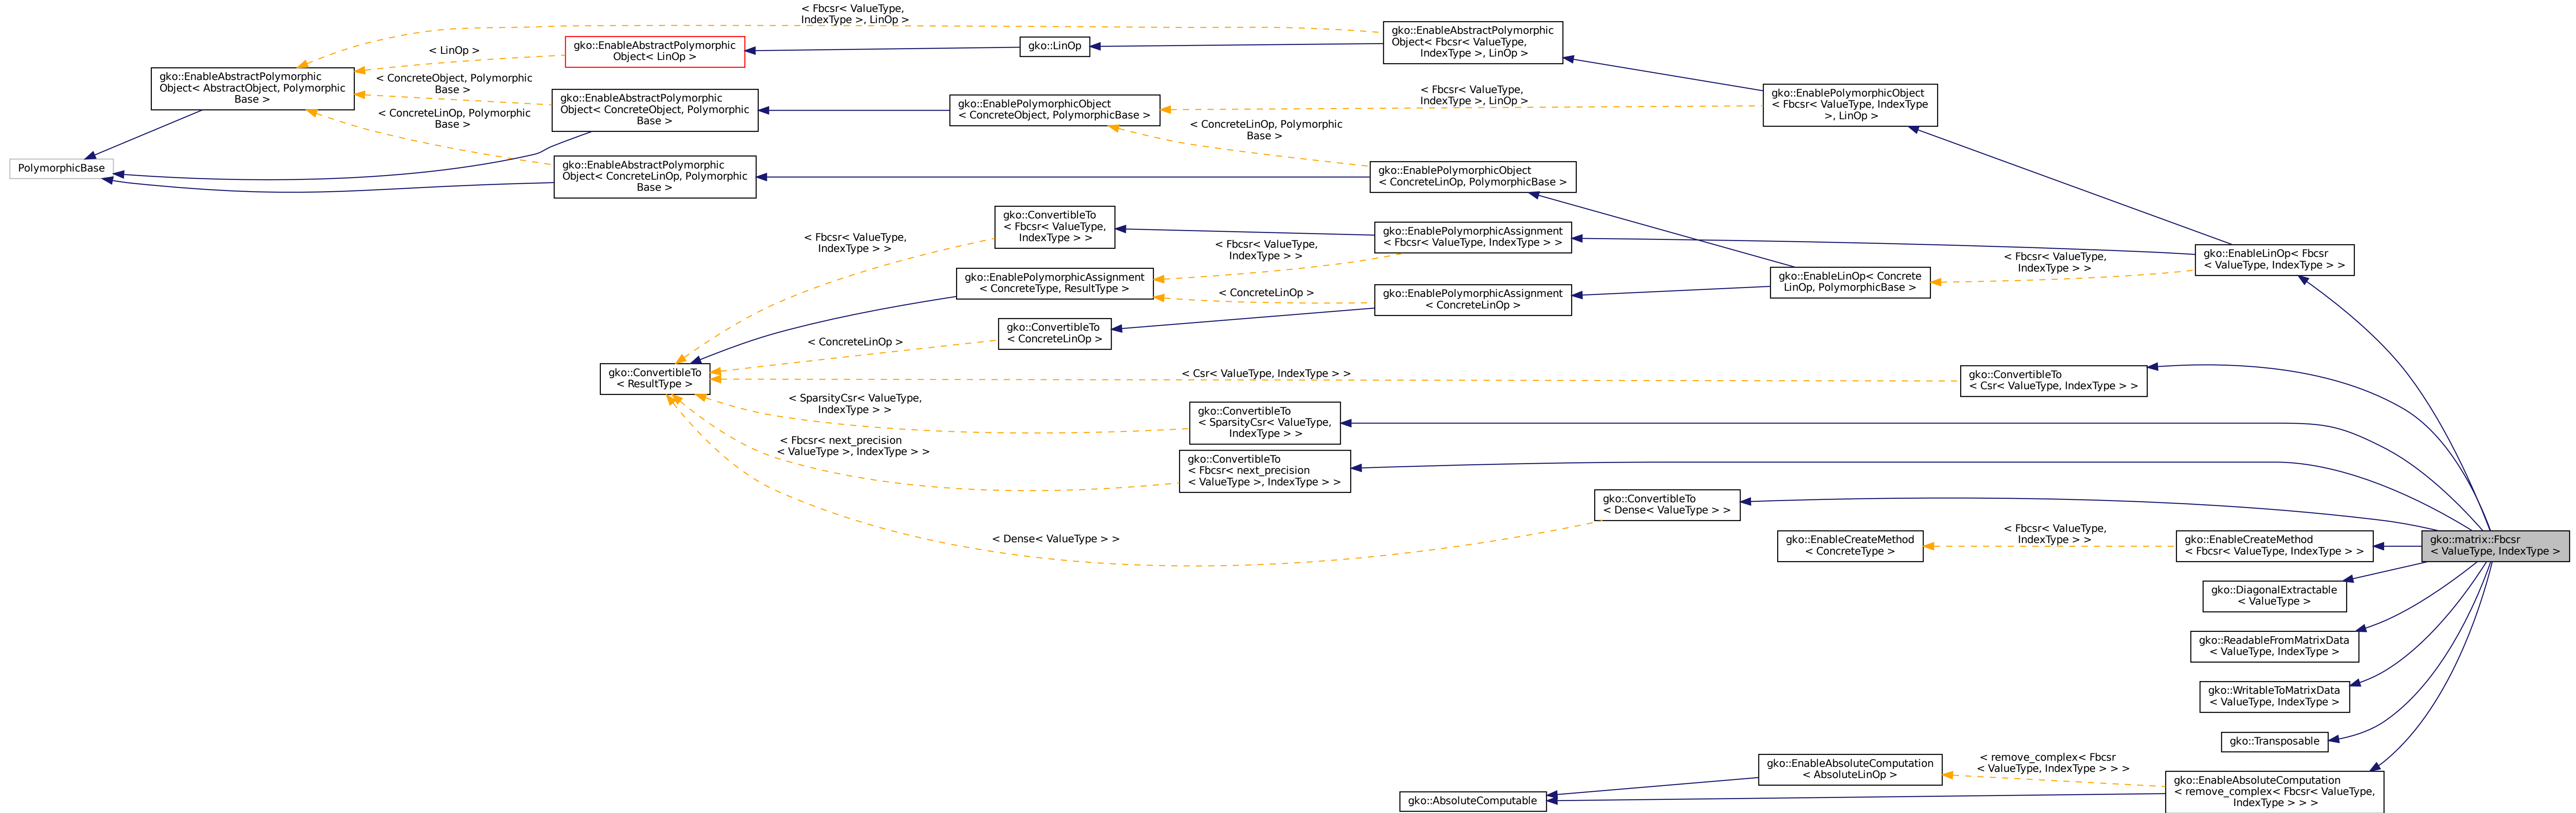 < Fbcsr< ValueType,
IndexType >, LinOp >
gko::EnableAbstractPolymorphic
Object< Fbcsr< ValueType,
IndexType >, LinOp >
< LinOp >
gko::EnableAbstractPolymorphic
Object< LinOp >
gko::LinOp
gko::EnableAbstractPolymorphic
Object< AbstractObject, Polymorphic
Base >
< ConcreteObject, Polymorphic
Base >
gko::EnableAbstractPolymorphic
Object< ConcreteObject, Polymorphic
Base >
gko::EnablePolymorphicObject
< ConcreteObject, PolymorphicBase >
< Fbcsr< ValueType,
IndexType >, LinOp >
gko::EnablePolymorphicObject
< Fbcsr< ValueType, IndexType
>, LinOp >
< ConcreteLinOp, Polymorphic
Base >
< ConcreteLinOp, Polymorphic
Base >
PolymorphicBase
gko::EnableAbstractPolymorphic
Object< ConcreteLinOp, Polymorphic
Base >
gko::EnablePolymorphicObject
< ConcreteLinOp, PolymorphicBase >
< Fbcsr< ValueType,
IndexType > >
gko::ConvertibleTo
< Fbcsr< ValueType,
IndexType > >
< Fbcsr< ValueType,
IndexType > >
gko::EnablePolymorphicAssignment
< Fbcsr< ValueType, IndexType > >
gko::EnablePolymorphicAssignment
< ConcreteType, ResultType >
< ConcreteLinOp >
gko::EnablePolymorphicAssignment
< ConcreteLinOp >
gko::EnableLinOp< Concrete
LinOp, PolymorphicBase >
< Fbcsr< ValueType,
IndexType > >
gko::EnableLinOp< Fbcsr
< ValueType, IndexType > >
< ConcreteLinOp >
gko::ConvertibleTo
< ConcreteLinOp >
gko::ConvertibleTo
< ResultType >
< Csr< ValueType, IndexType > >
gko::ConvertibleTo
< Csr< ValueType, IndexType > >
< SparsityCsr< ValueType,
IndexType > >
gko::ConvertibleTo
< SparsityCsr< ValueType,
IndexType > >
< Fbcsr< next_precision
< ValueType >, IndexType > >
gko::ConvertibleTo
< Fbcsr< next_precision
< ValueType >, IndexType > >
< Dense< ValueType > >
gko::ConvertibleTo
< Dense< ValueType > >
gko::EnableCreateMethod
< ConcreteType >
< Fbcsr< ValueType,
IndexType > >
gko::EnableCreateMethod
< Fbcsr< ValueType, IndexType > >
gko::matrix::Fbcsr
< ValueType, IndexType >
gko::DiagonalExtractable
< ValueType >
gko::ReadableFromMatrixData
< ValueType, IndexType >
gko::WritableToMatrixData
< ValueType, IndexType >
gko::Transposable
gko::AbsoluteComputable
gko::EnableAbsoluteComputation
< AbsoluteLinOp >
< remove_complex< Fbcsr
< ValueType, IndexType > > >
gko::EnableAbsoluteComputation
< remove_complex< Fbcsr< ValueType,
IndexType > > >